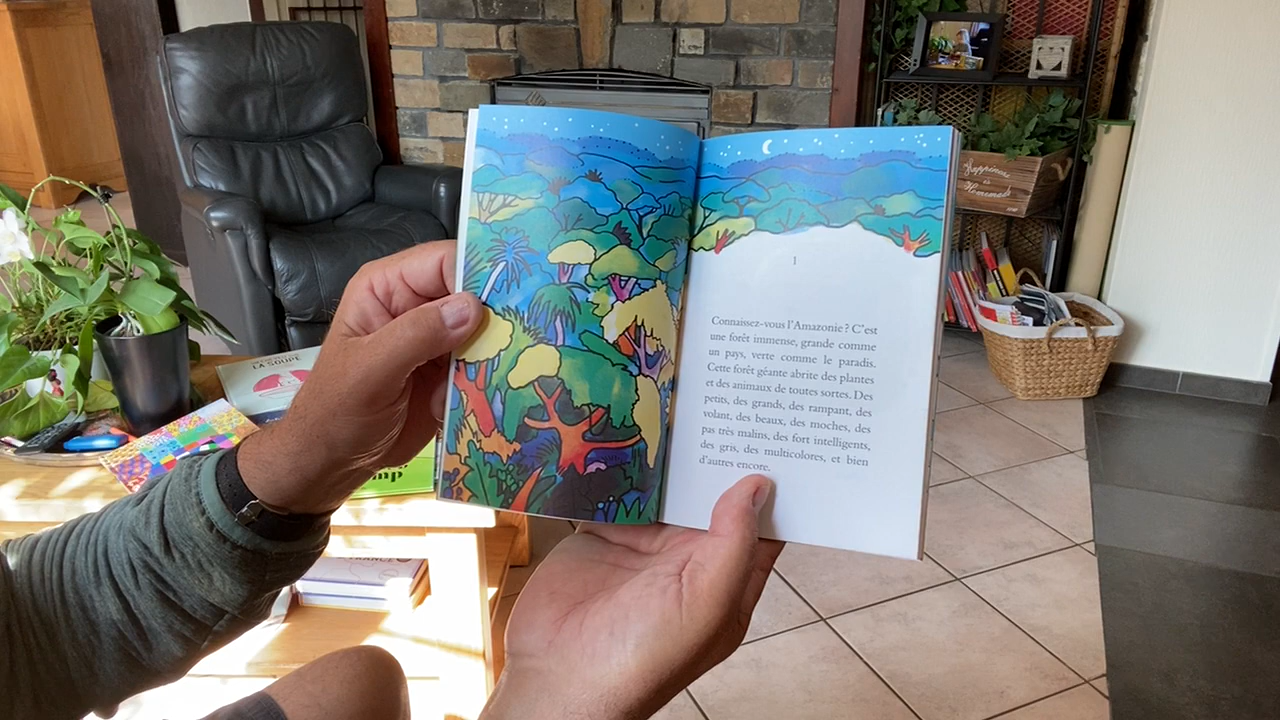 1
Connaissez-vous l'Amazonie ? C'est
une forêt immense, grande comme
un pays, verte comme le paradis.
Cette forêt géante abrite des plantes
et des animaux de toutes sortes. Des
petits, des grands, des rampant, des
volant, des beaux, des moches, des
pas très malins, des fort intelligents,
des gris, des multicolores, et bien
d'autres encore.
Happiness
is
Homemade
LA SOUPE